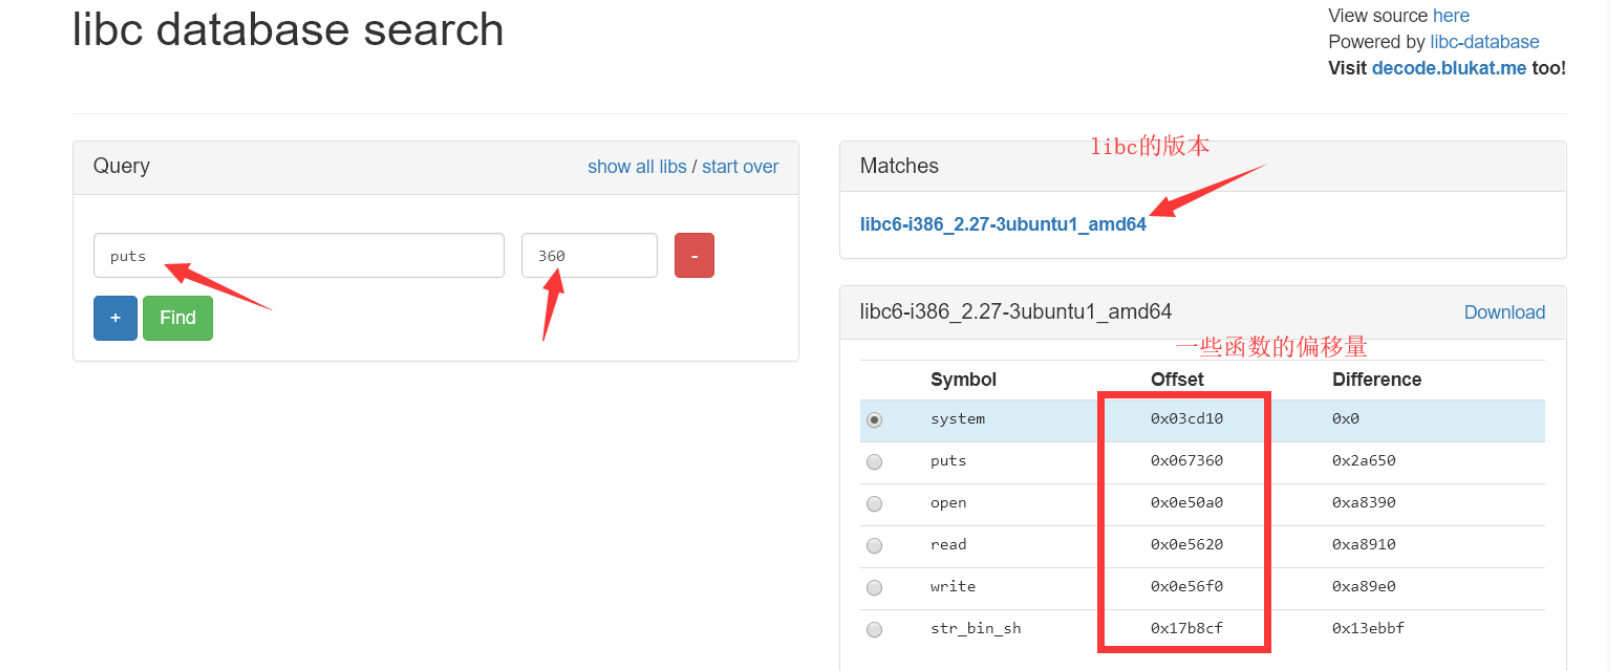 libc database search
View source here
Powered by libc-database
Visit decode.blukat.me too!
Query
show all libs / start over
puts
360
-
+
Find
libc的版本
Matches
libc6-i386_2.27-3ubuntu1_amd64
libc6-i386_2.27-3ubuntu1_amd64
Download
一些函数的偏移量
Symbol Offset Difference
system 0x03cd10 0x0
puts 0x067360 0x2a650
open 0x0e50a0 0xa8390
read 0x0e5620 0xa8910
write 0x0e56f0 0xa89e0
str_bin_sh 0x17b8cf 0x13ebbf